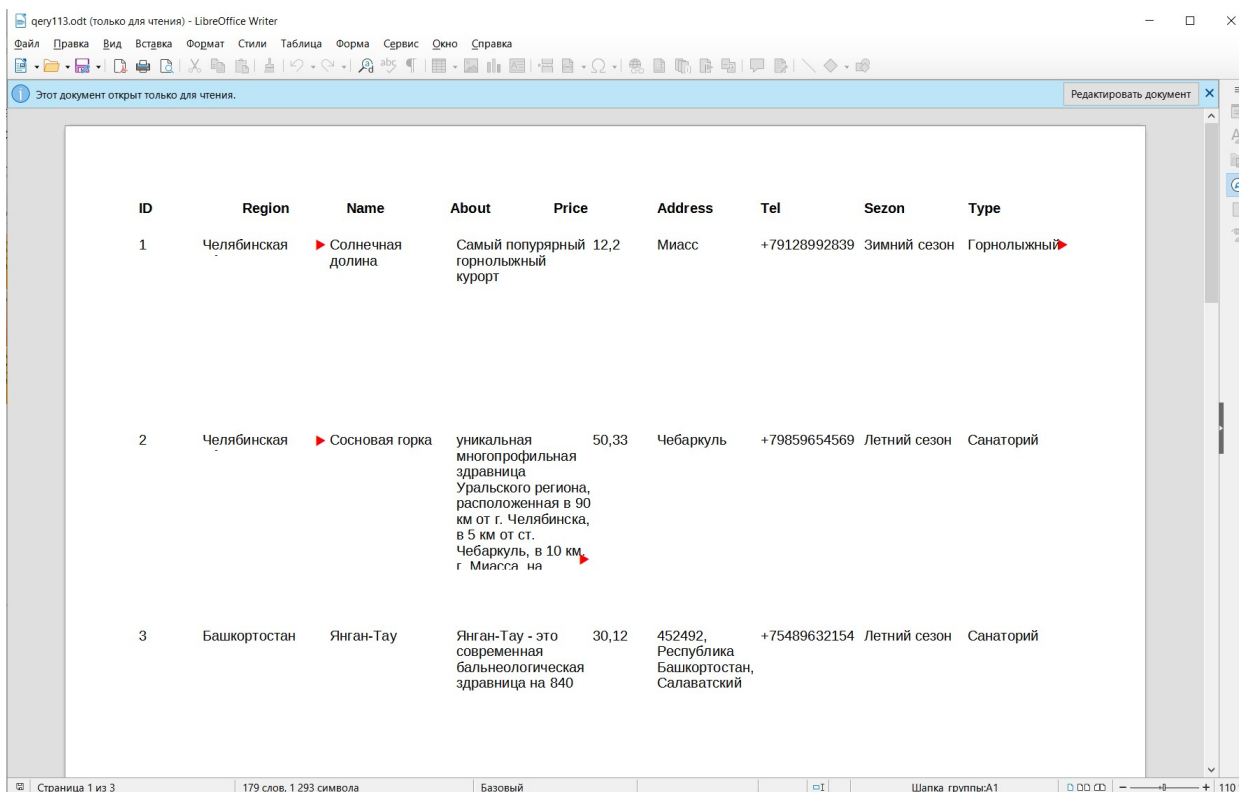 qery113.odt (только для чтения) - LibreOffice Writer
Файл Правка Вид Вставка Формат Стили Таблица Форма Сервис Окно Справка
Этот документ открыт только для чтения. Редактировать документ
ID Region Name About Price Address Tel Sezon Type
1 Челябинская Солнечная Самый попурярный 12,2 Миасс +79128992839 Зимний сезон Горнолыжный
долина горнолыжный
курорт
2 Челябинская Сосновая горка уникальная 50,33 Чебаркуль +79859654569 Летний сезон Санаторий
многопрофильная
здравница
Уральского региона,
расположенная в 90
км от г. Челябинска,
в 5 км от ст.
Чебаркуль, в 10 км.
г. Миасса, на
3 Башкортостан Янган-Тау Янган-Тау - это 30,12 452492, +75489632154 Летний сезон Санаторий
современная Республика
бальнеологическая Башкортостан,
здравница на 840 Салаватский
Страница 1 из 3 179 слов, 1 293 символа Базовый Шапка группы:A1 110